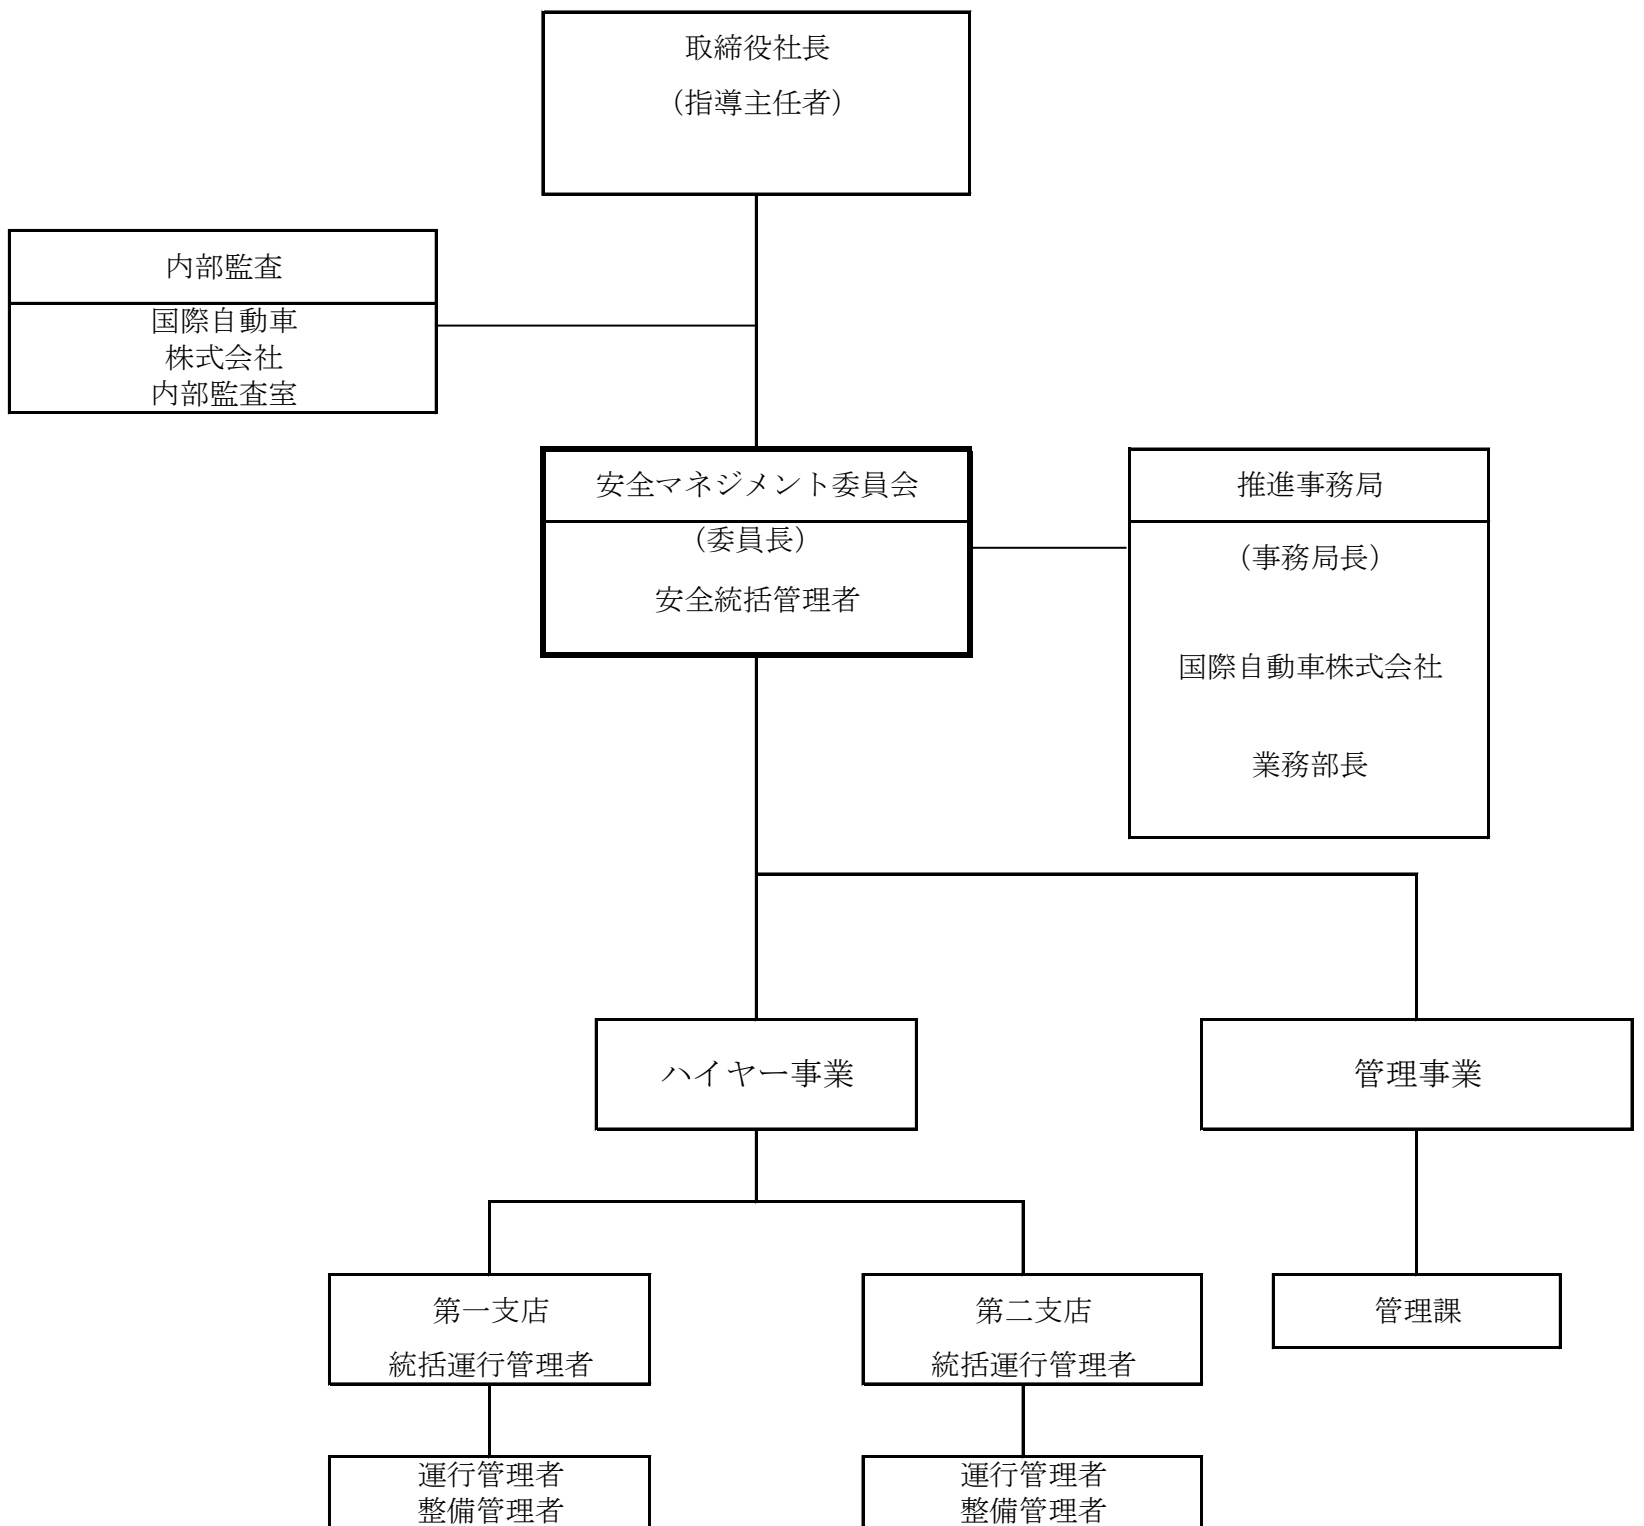 取締役社長
（指導主任者）
内部監査
国際自動車
株式会社
内部監査室
安全マネジメント委員会
（委員長）
安全統括管理者
推進事務局
（事務局長）
国際自動車株式会社
業務部長
ハイヤー事業
管理事業
第一支店
統括運行管理者
第二支店
統括運行管理者
管理課
運行管理者
整備管理者
運行管理者
整備管理者